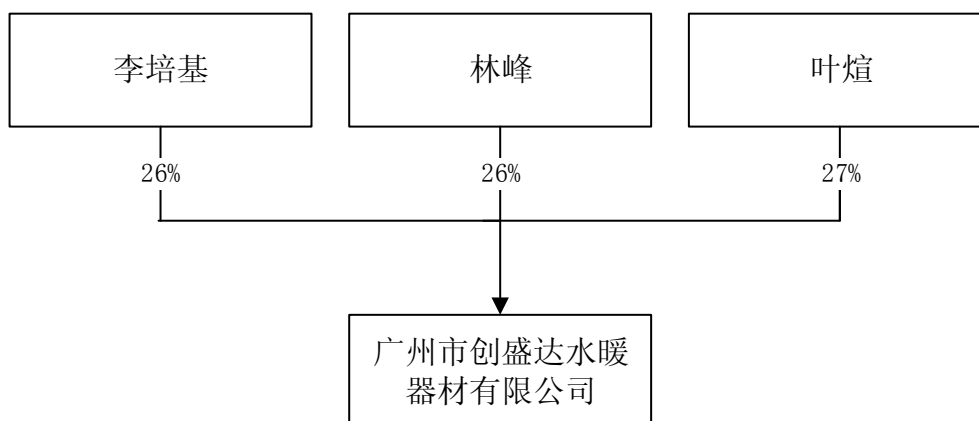 李培基
林峰
叶煊
26%
26%
27%
广州市创盛达水暖
器材有限公司